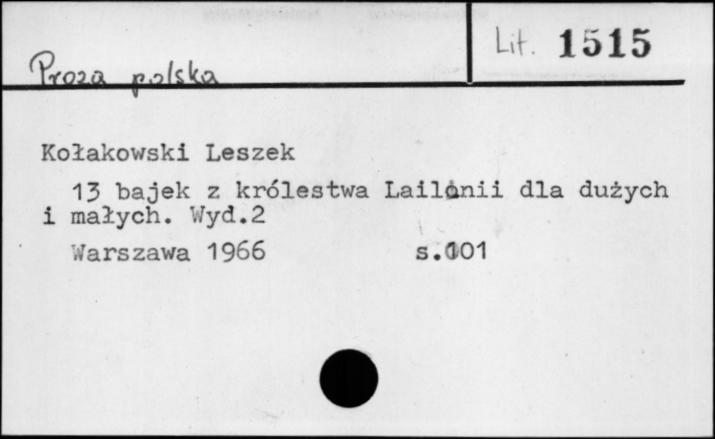 Lit. 1515
Proza polska
Kołakowski Leszek
13 bajek z królestwa Lailonii dla dużych
i małych. Wyd.2
Warszawa 1966 s.101